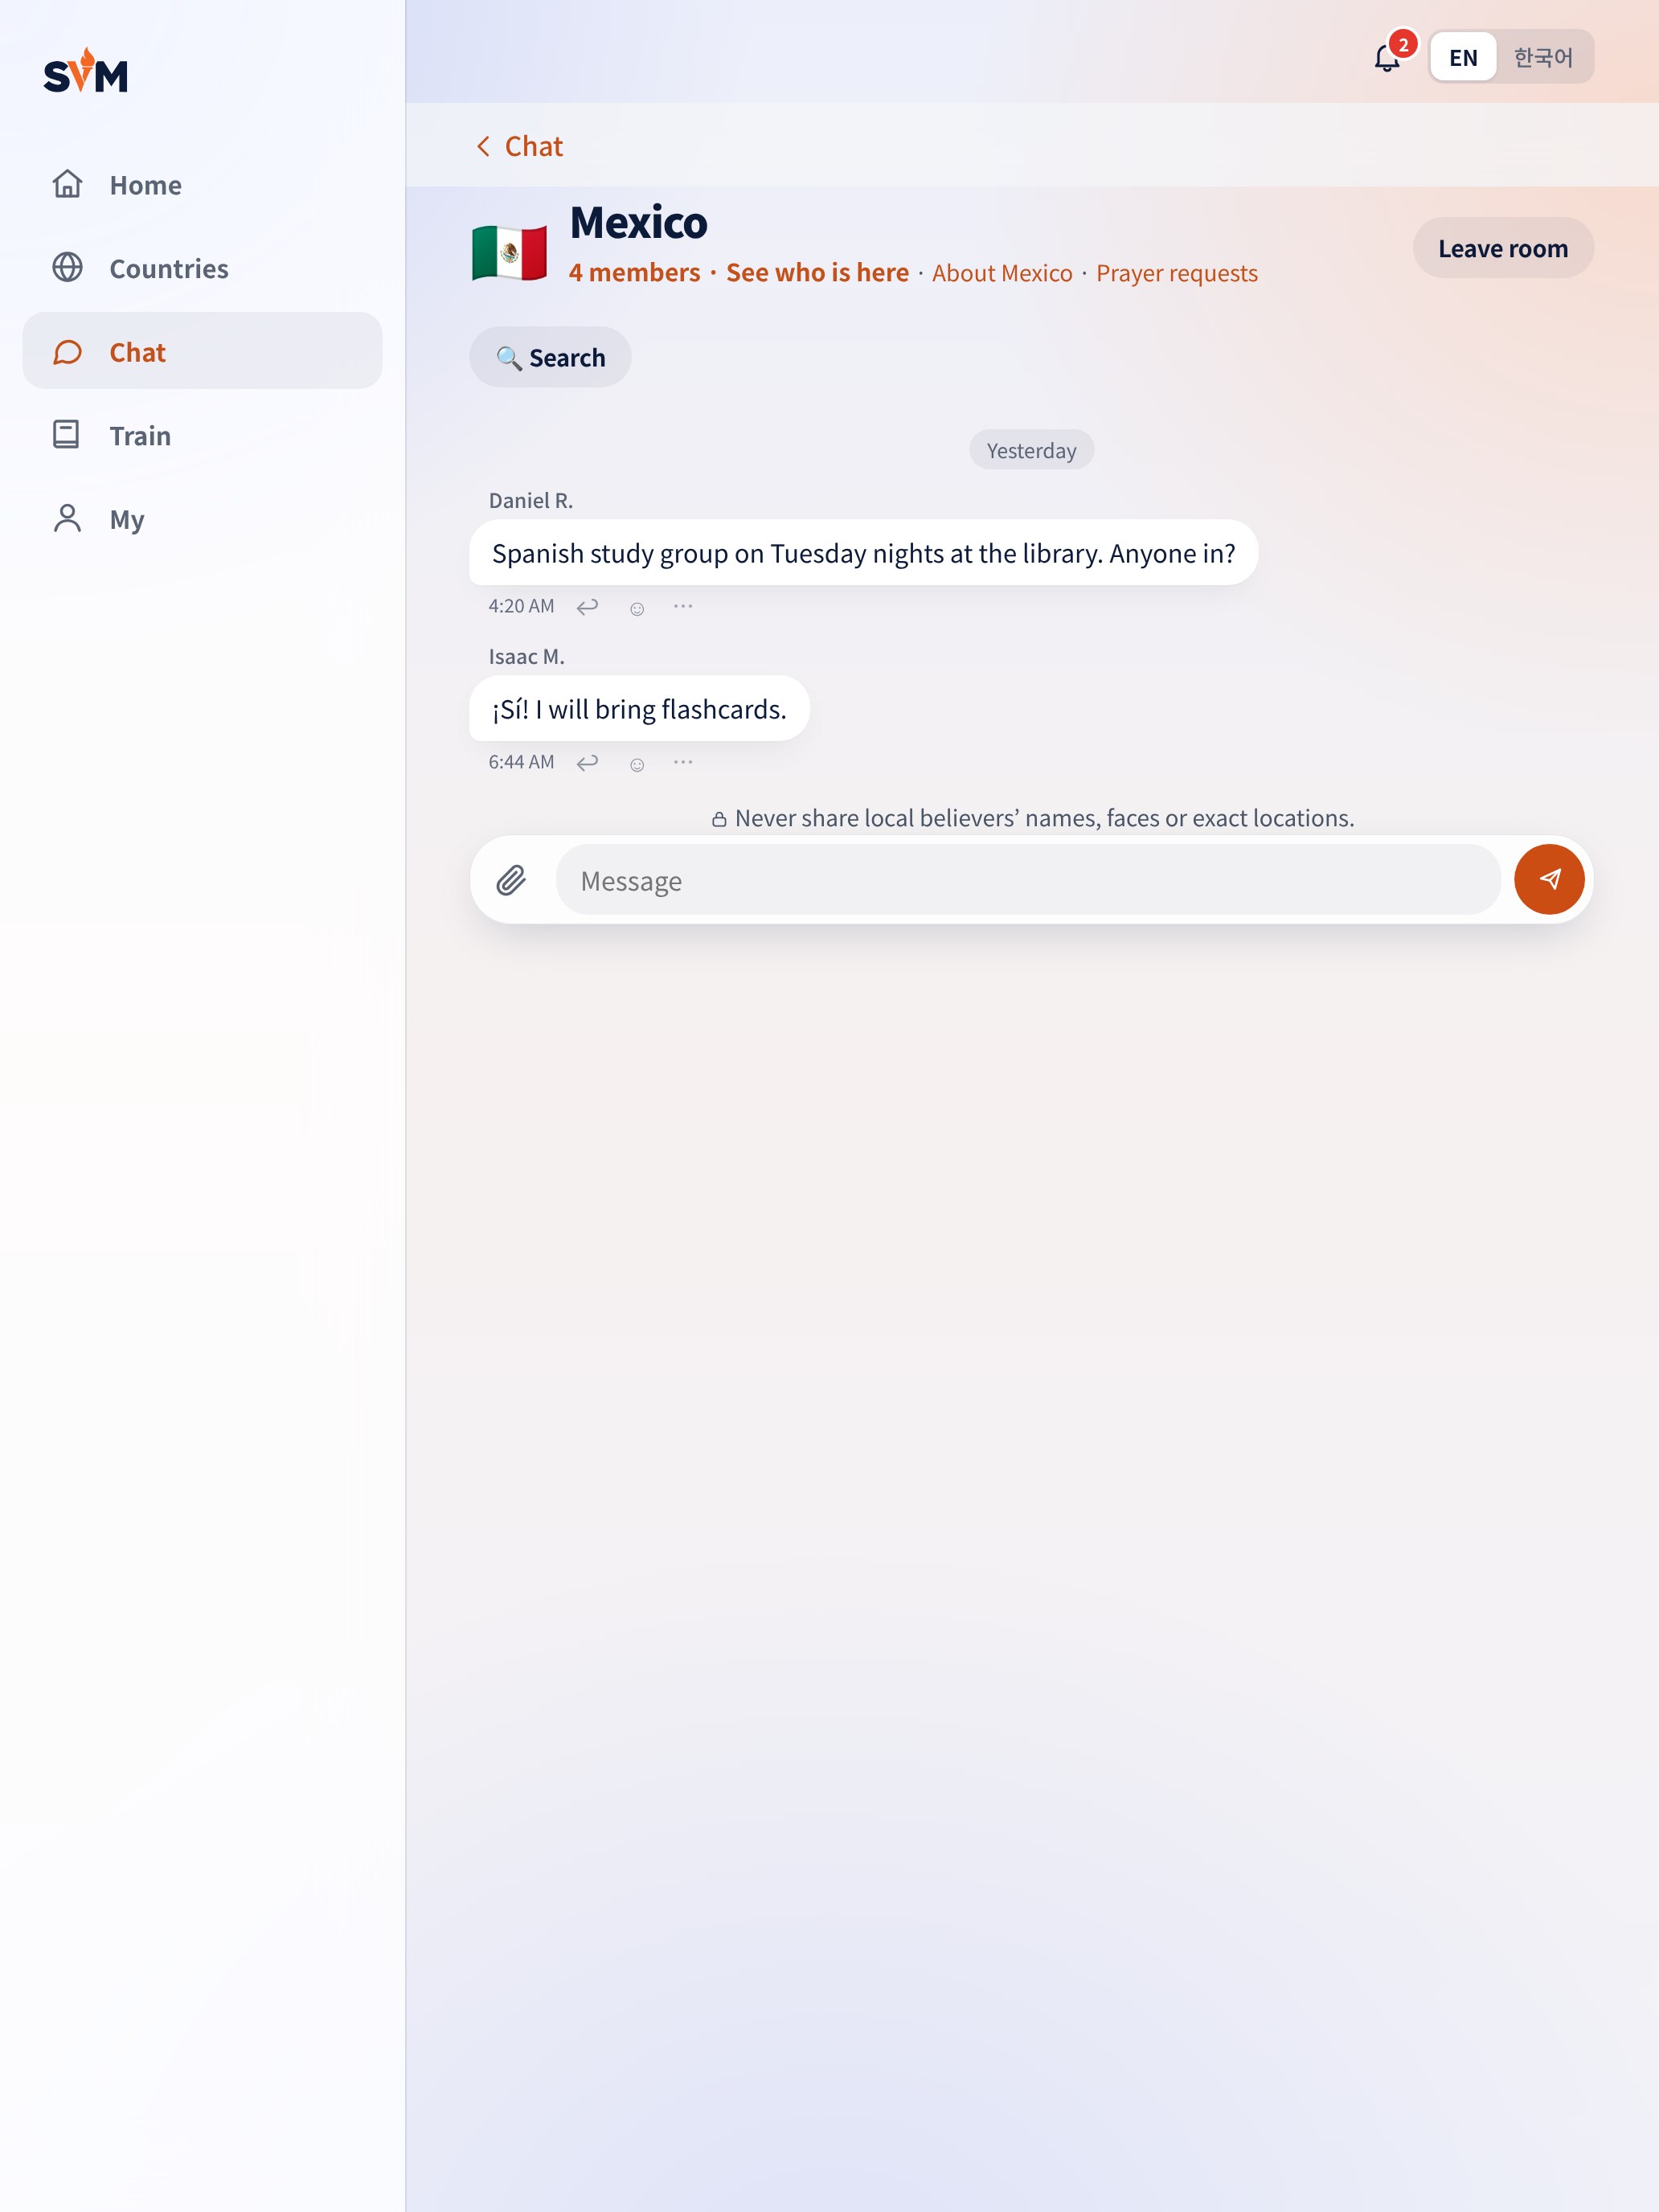 SVM
2
EN
한국어
Home
Countries
Chat
Train
My
Chat
Mexico
4 members · See who is here · About Mexico · Prayer requests
Leave room
Search
Yesterday
Daniel R.
Spanish study group on Tuesday nights at the library. Anyone in?
4:20 AM
Isaac M.
¡Sí! I will bring flashcards.
6:44 AM
Never share local believers’ names, faces or exact locations.
Message